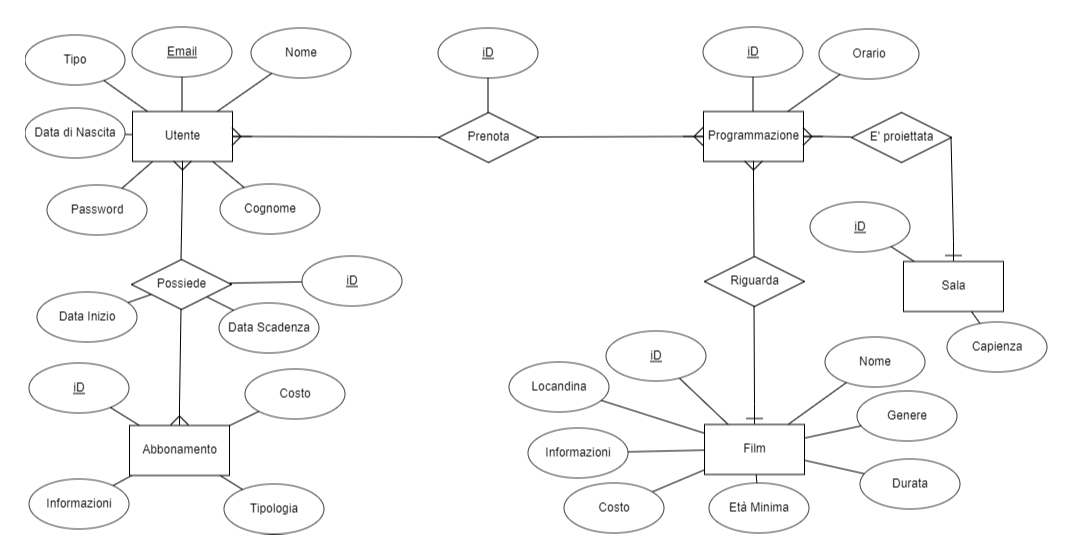 Tipo
Email
Nome
iD
iD
Orario
Data di Nascita
Utente
Prenota
Programmazione
E' proiettata
Password
Cognome
iD
Possiede
iD
Riguarda
Sala
Data Inizio
Data Scadenza
Capienza
iD
Nome
iD
Costo
Locandina
Genere
Abbonamento
Informazioni
Film
Durata
Informazioni
Tipologia
Costo
Età Minima